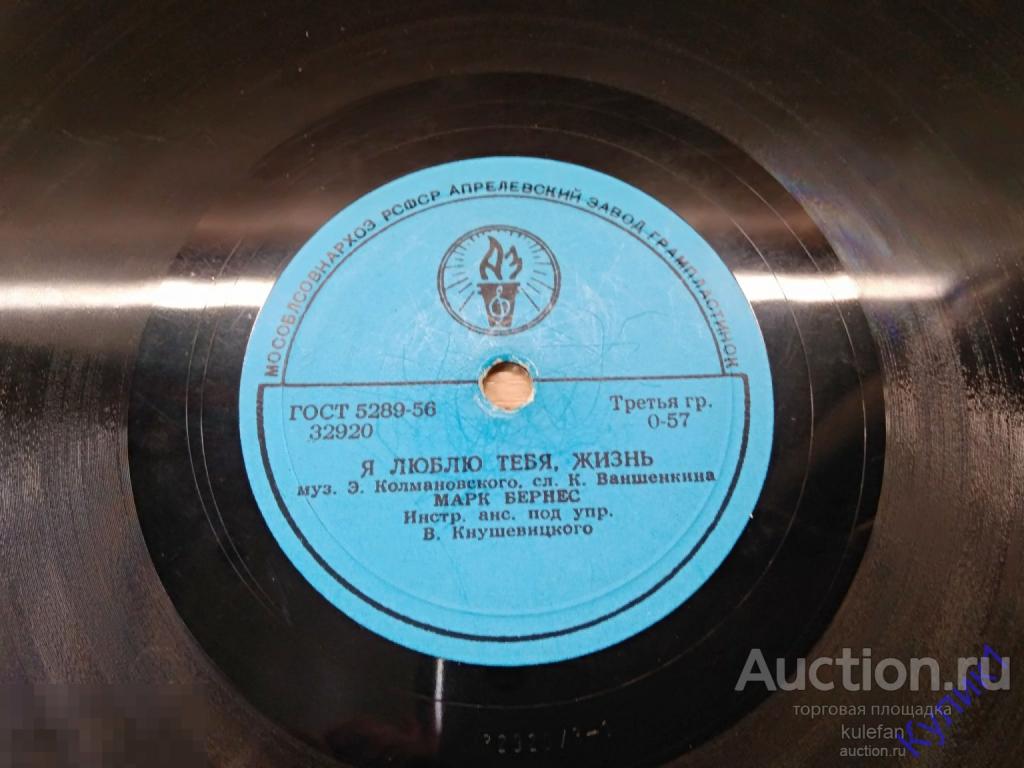 МОСОБЛСОВНАРХОЗ РСФСР АПРЕЛЕВСКИЙ ЗАВОД ГРАМПЛАСТИНОК
АЗ
ГОСТ 5289-56
32920
Третья гр.
0-57
Я ЛЮБЛЮ ТЕБЯ, ЖИЗНЬ
муз. Э. Колмановского, сл. К. Ваншенкина
МАРК БЕРНЕС
Инстр. анс. под упр.
В. Кнушевицкого
Auction.ru
торговая площадка
kulefan
auction.ru